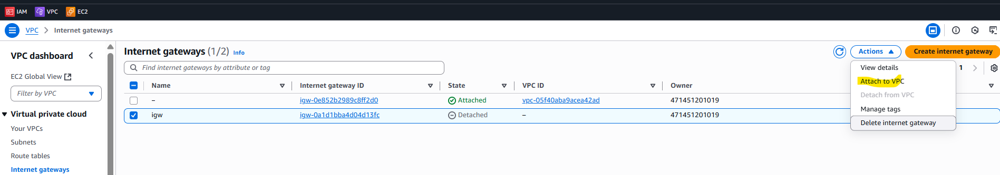 IAM VPC EC2
VPC > Internet gateways
VPC dashboard
EC2 Global View
Filter by VPC
Virtual private cloud
Your VPCs
Subnets
Route tables
Internet gateways
Internet gateways (1/2) Info
Actions
Create internet gateway
Find internet gateways by attribute or tag
1
Name Internet gateway ID State VPC ID Owner
– igw-0e852b2989c8ff2d0 Attached vpc-05f40aba9acea42ad 471451201019
igw igw-0a1d1bba4d04d13fc Detached – 471451201019
View details
Attach to VPC
Detach from VPC
Manage tags
Delete internet gateway